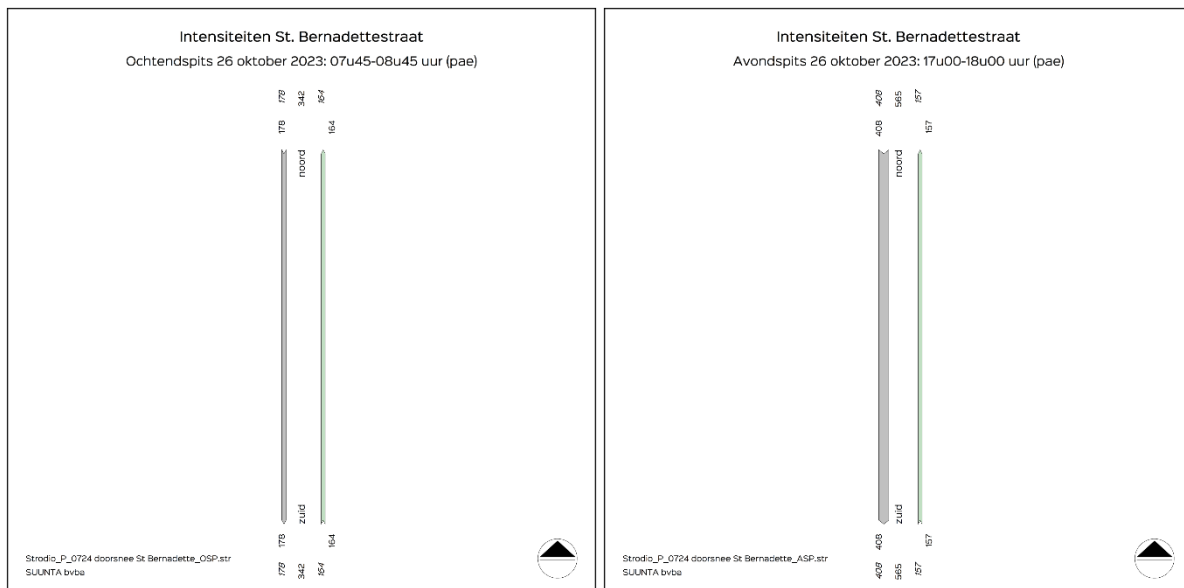 Intensiteiten St. Bernadettestraat
Ochtendspits 26 oktober 2023: 07u45-08u45 uur (pae)
178
342
164
178
164
noord
zuid
178
164
178
342
164
Strodio_P_0724 doorsnee St Bernadette_OSP.str
SUUNTA bvba
Intensiteiten St. Bernadettestraat
Avondspits 26 oktober 2023: 17u00-18u00 uur (pae)
408
565
157
408
157
noord
zuid
408
157
408
565
157
Strodio_P_0724 doorsnee St Bernadette_ASP.str
SUUNTA bvba